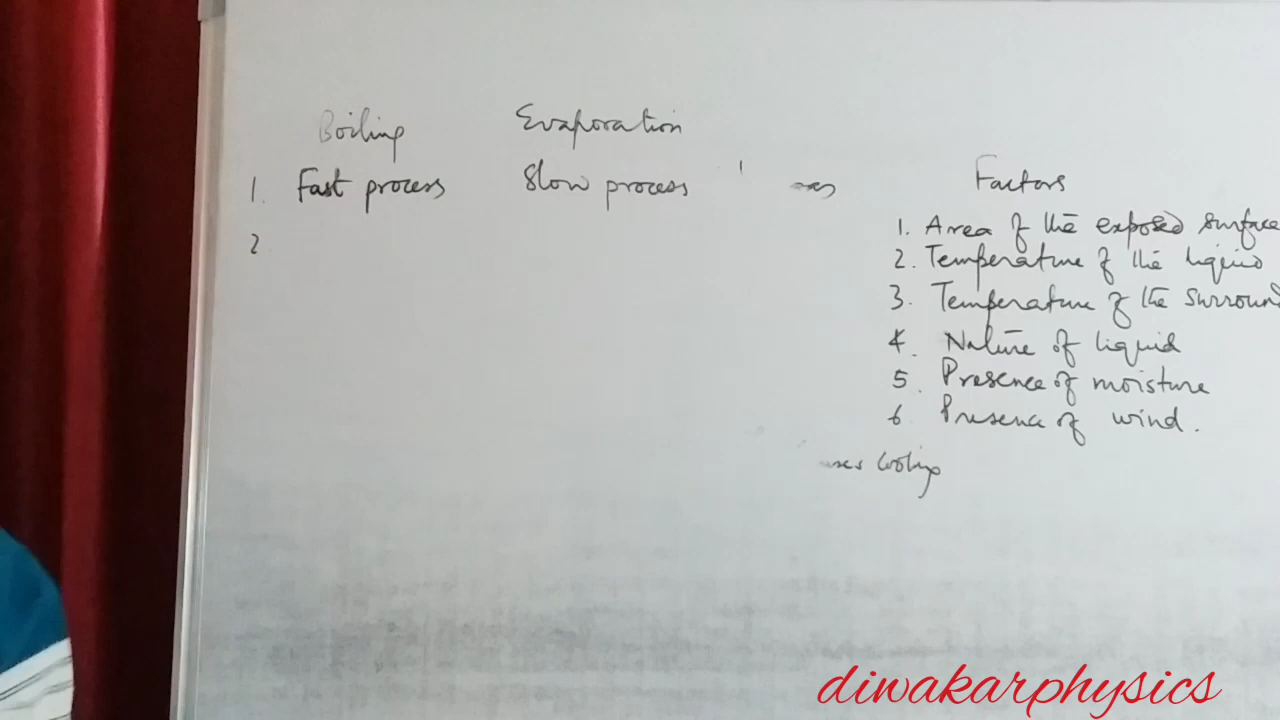 Boiling Evaporation
1. Fast process Slow process
2
Factors
1. Area of the exposed surface
2. Temperature of the liquid
3. Temperature of the surroun
4. Nature of liquid
5. Presence of moisture
6 Presence of wind.
cooling
diwakarphysics